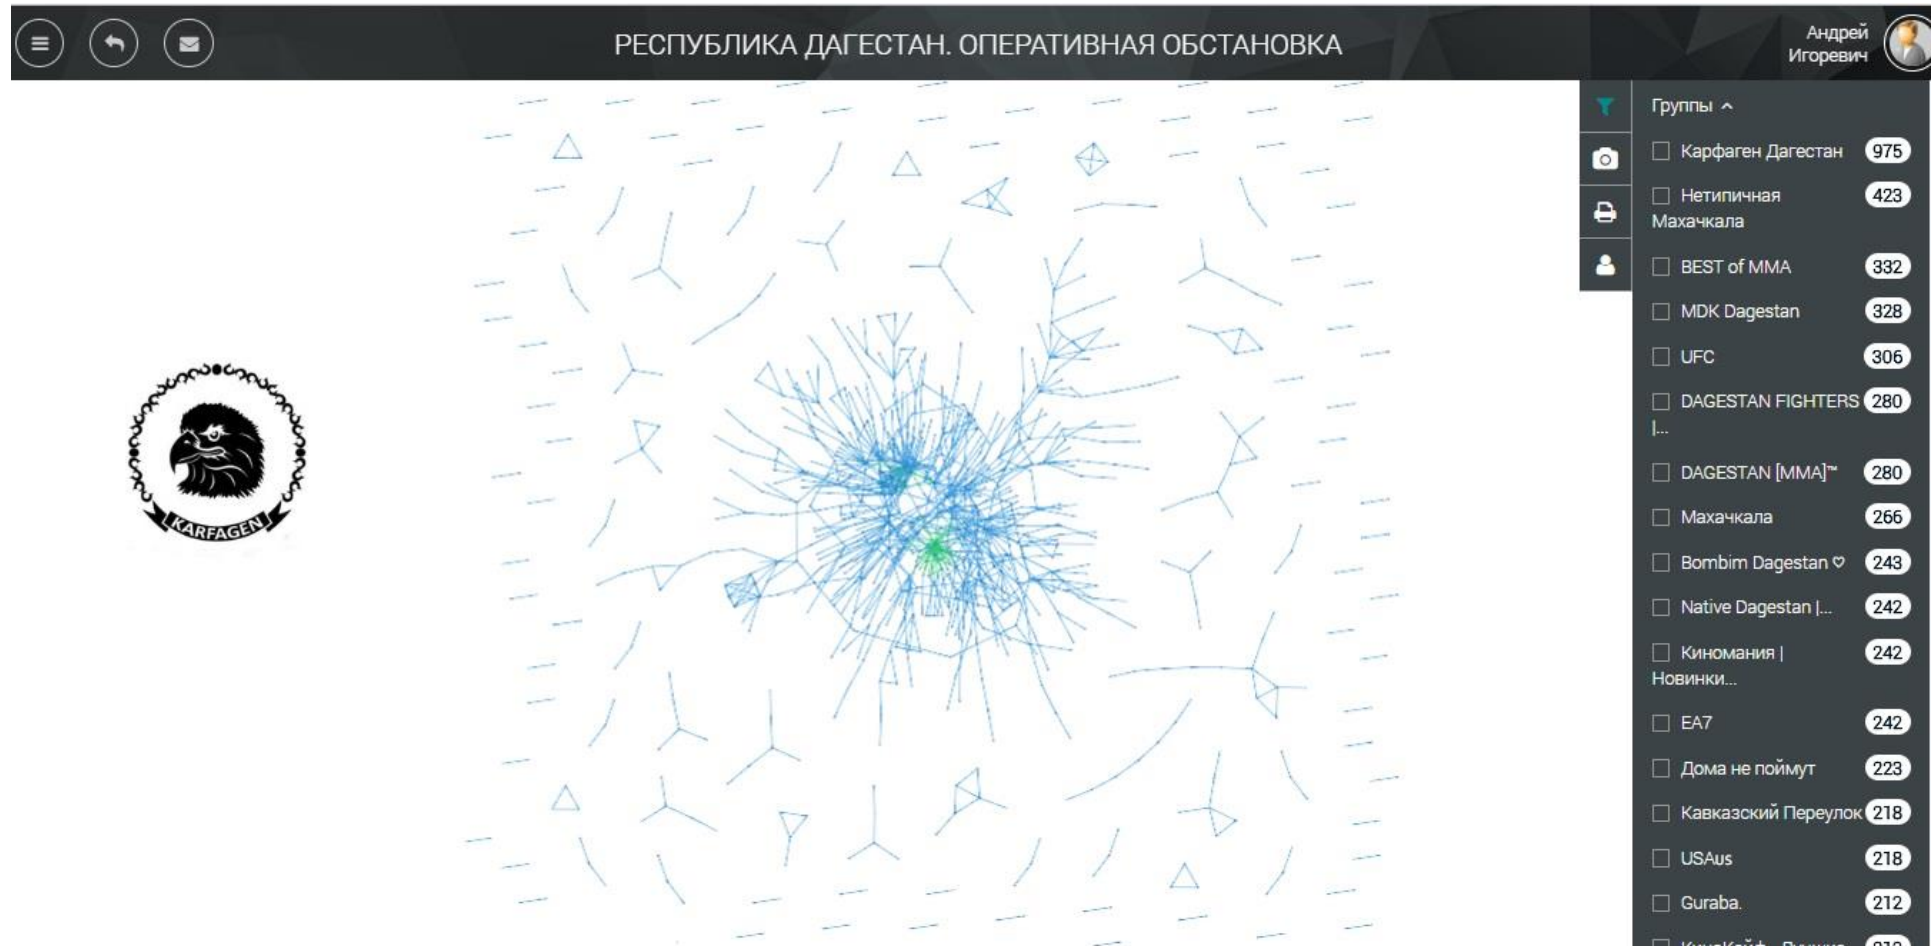 РЕСПУБЛИКА ДАГЕСТАН. ОПЕРАТИВНАЯ ОБСТАНОВКА
Андрей
Игоревич
KARFAGEN
Группы
Карфаген Дагестан 975
Нетипичная 423
Махачкала
BEST of MMA 332
MDK Dagestan 328
UFC 306
DAGESTAN FIGHTERS 280
|...
DAGESTAN [MMA]™ 280
Махачкала 266
Bombim Dagestan ♡ 243
Native Dagestan |... 242
Киномания | 242
Новинки...
EA7 242
Дома не поймут 223
Кавказский Переулок 218
USAus 218
Guraba. 212